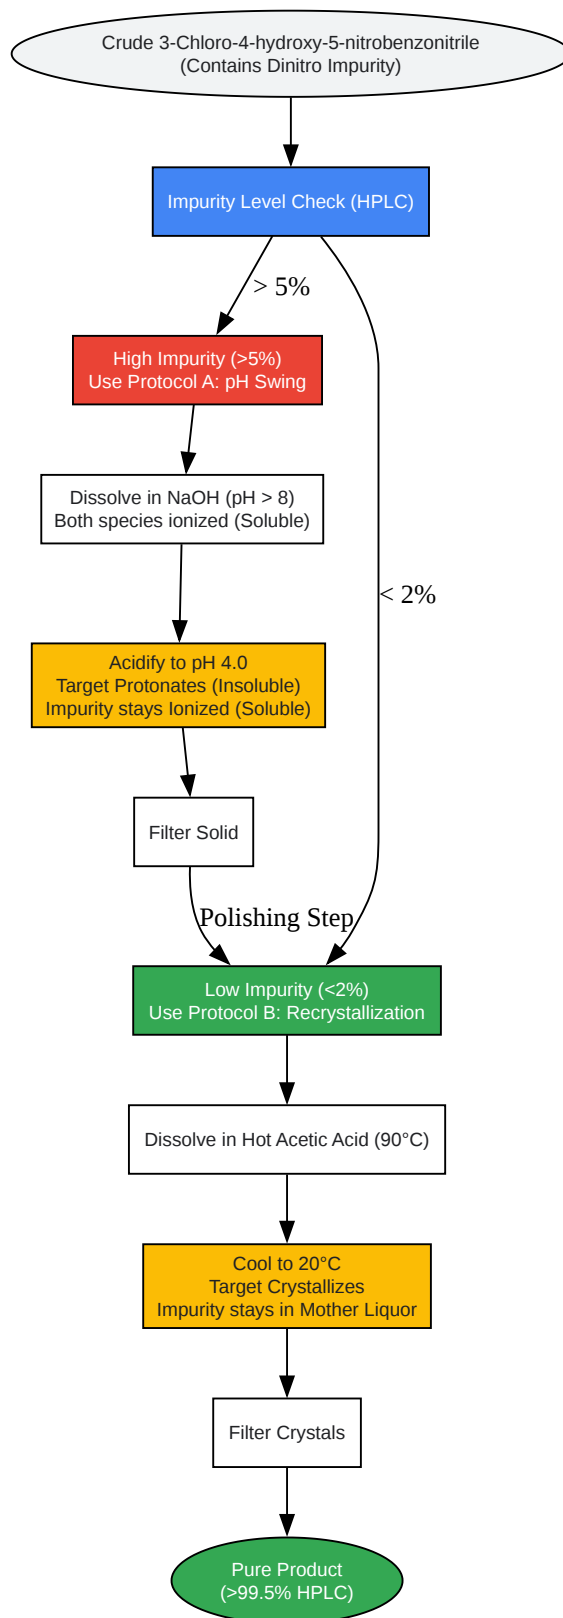 Crude 3-Chloro-4-hydroxy-5-nitrobenzonitrile
(Contains Dinitro Impurity)
Impurity Level Check (HPLC)
> 5%
High Impurity (>5%)
Use Protocol A: pH Swing
Dissolve in NaOH (pH > 8)
Both species ionized (Soluble)
< 2%
Acidify to pH 4.0
Target Protonates (Insoluble)
Impurity stays Ionized (Soluble)
Filter Solid
Polishing Step
Low Impurity (<2%)
Use Protocol B: Recrystallization
Dissolve in Hot Acetic Acid (90°C)
Cool to 20°C
Target Crystallizes
Impurity stays in Mother Liquor
Filter Crystals
Pure Product
(>99.5% HPLC)